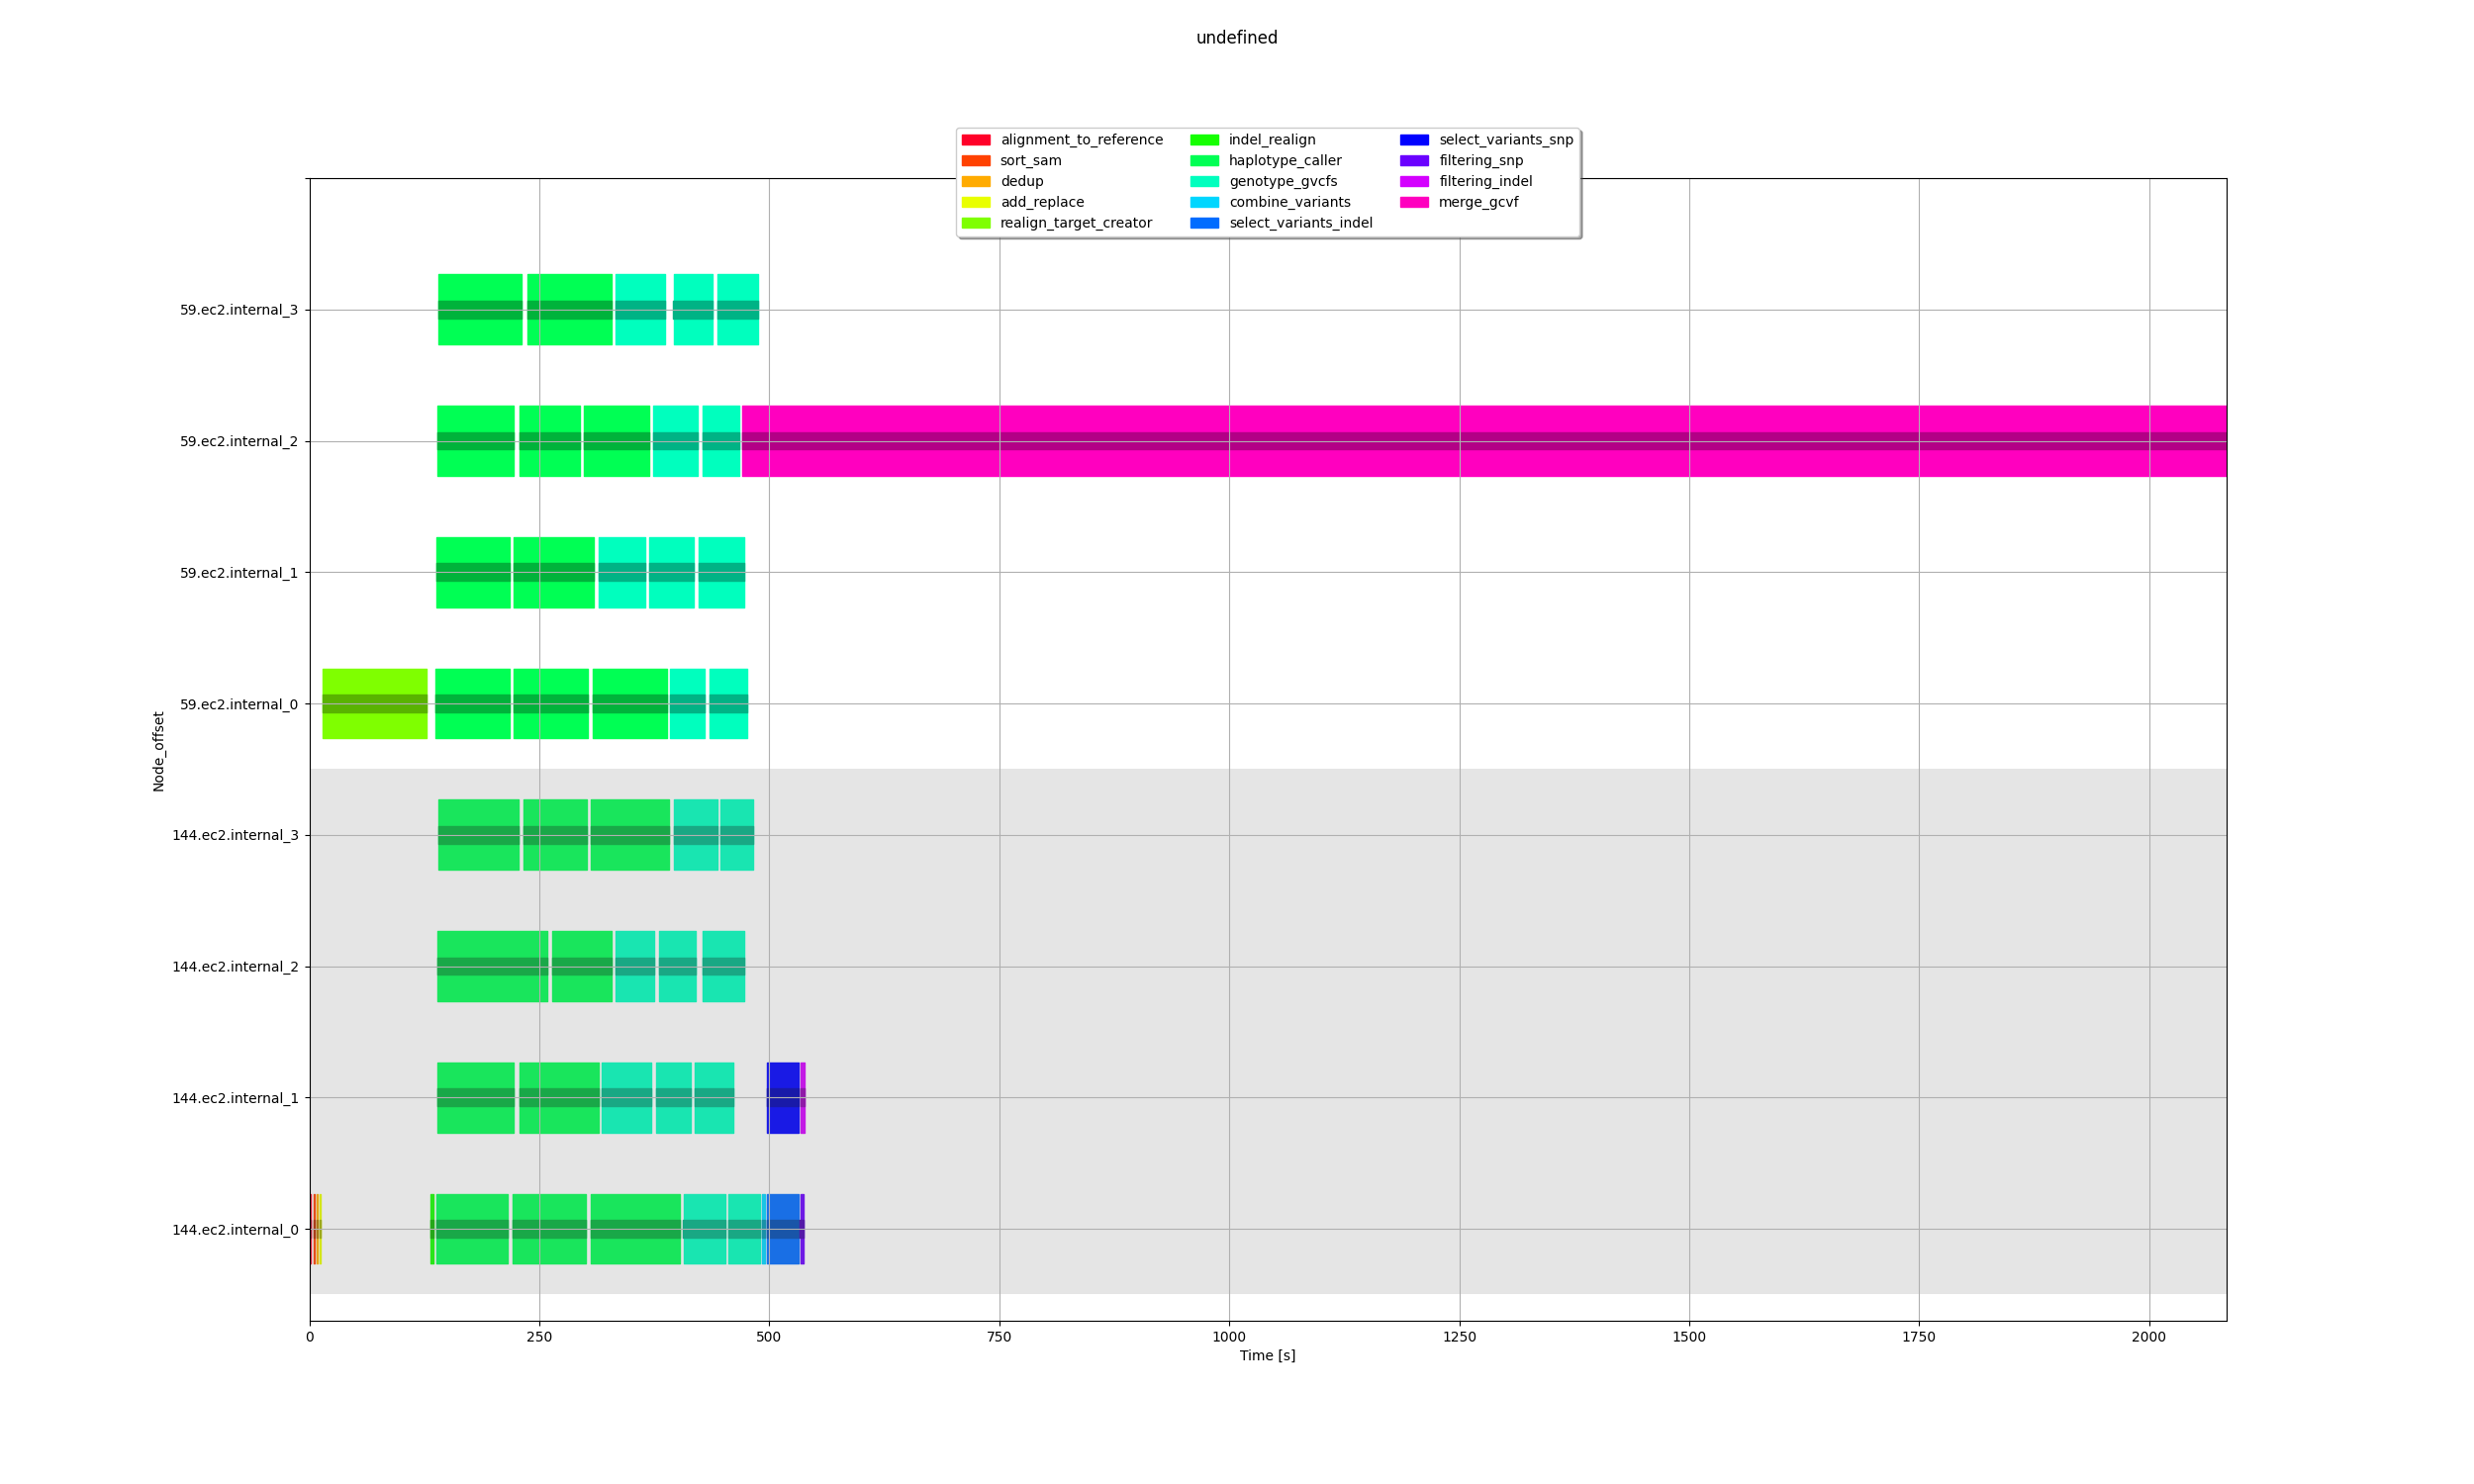 undefined
alignment_to_reference
sort_sam
dedup
add_replace
realign_target_creator
indel_realign
haplotype_caller
genotype_gvcfs
combine_variants
select_variants_indel
select_variants_snp
filtering_snp
filtering_indel
merge_gcvf
59.ec2.internal_3
59.ec2.internal_2
59.ec2.internal_1
59.ec2.internal_0
144.ec2.internal_3
144.ec2.internal_2
144.ec2.internal_1
144.ec2.internal_0
Node_offset
0 250 500 750 1000 1250 1500 1750 2000
Time [s]